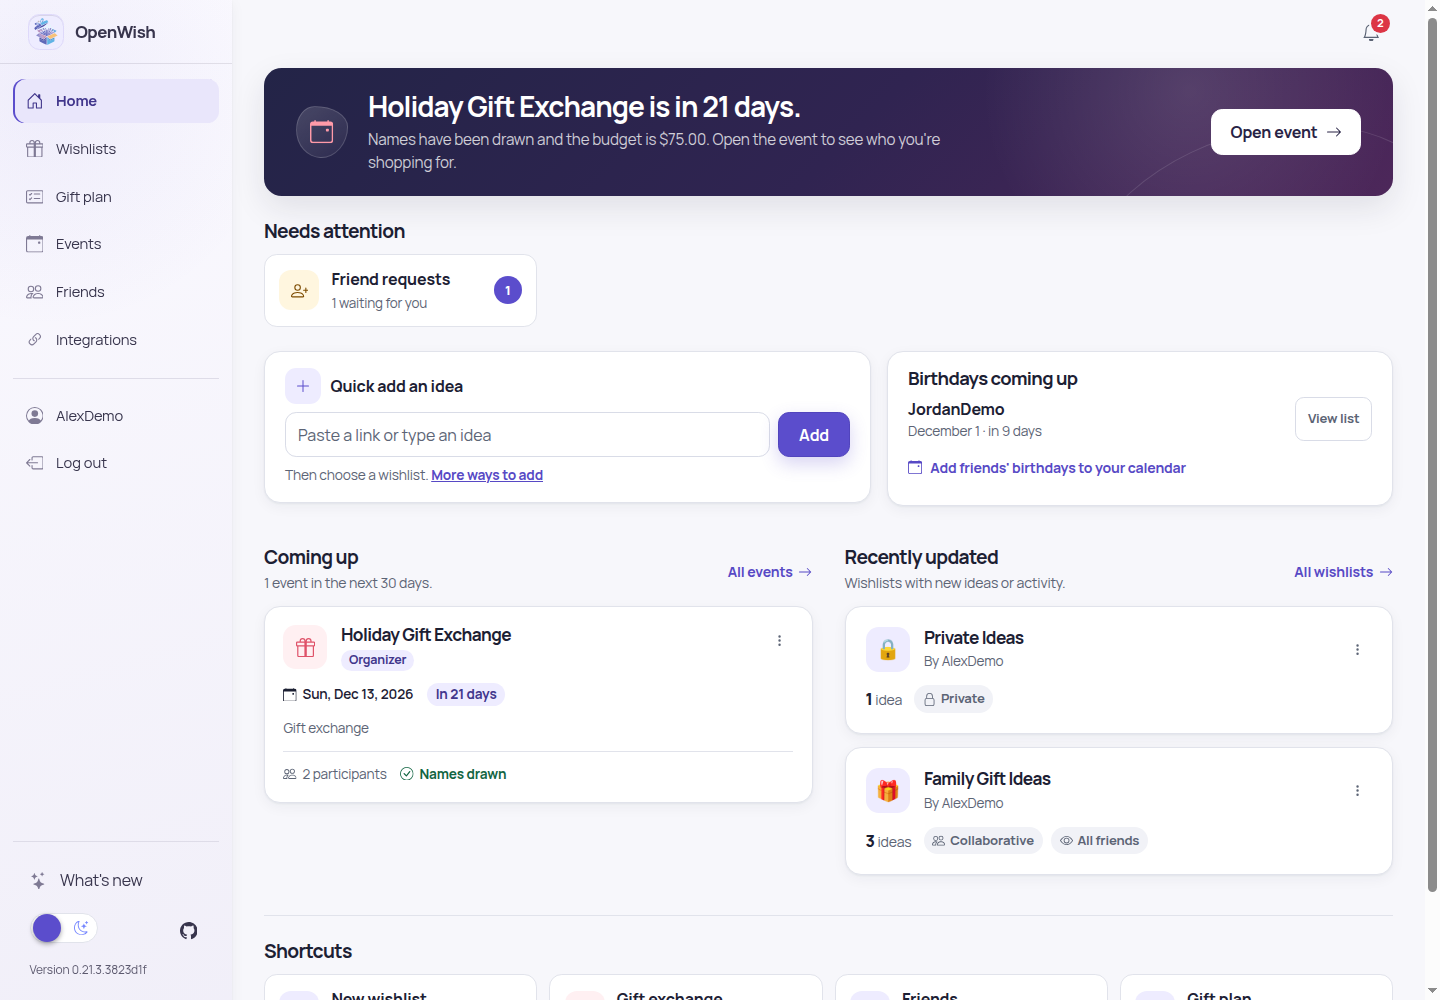 OpenWish
2
Home
Wishlists
Gift plan
Events
Friends
Integrations
AlexDemo
Log out
What's new
Version 0.21.3.3823d1f
Holiday Gift Exchange is in 21 days.
Names have been drawn and the budget is $75.00. Open the event to see who you're
shopping for.
Open event
Needs attention
Friend requests
1 waiting for you
1
Quick add an idea
Paste a link or type an idea
Add
Then choose a wishlist. More ways to add
Birthdays coming up
JordanDemo
December 1 · in 9 days
View list
Add friends' birthdays to your calendar
Coming up
1 event in the next 30 days.
All events
Holiday Gift Exchange
Organizer
Sun, Dec 13, 2026
In 21 days
Gift exchange
2 participants
Names drawn
Recently updated
Wishlists with new ideas or activity.
All wishlists
Private Ideas
By AlexDemo
1 idea
Private
Family Gift Ideas
By AlexDemo
3 ideas
Collaborative
All friends
Shortcuts
New wishlist
Gift exchange
Friends
Gift plan